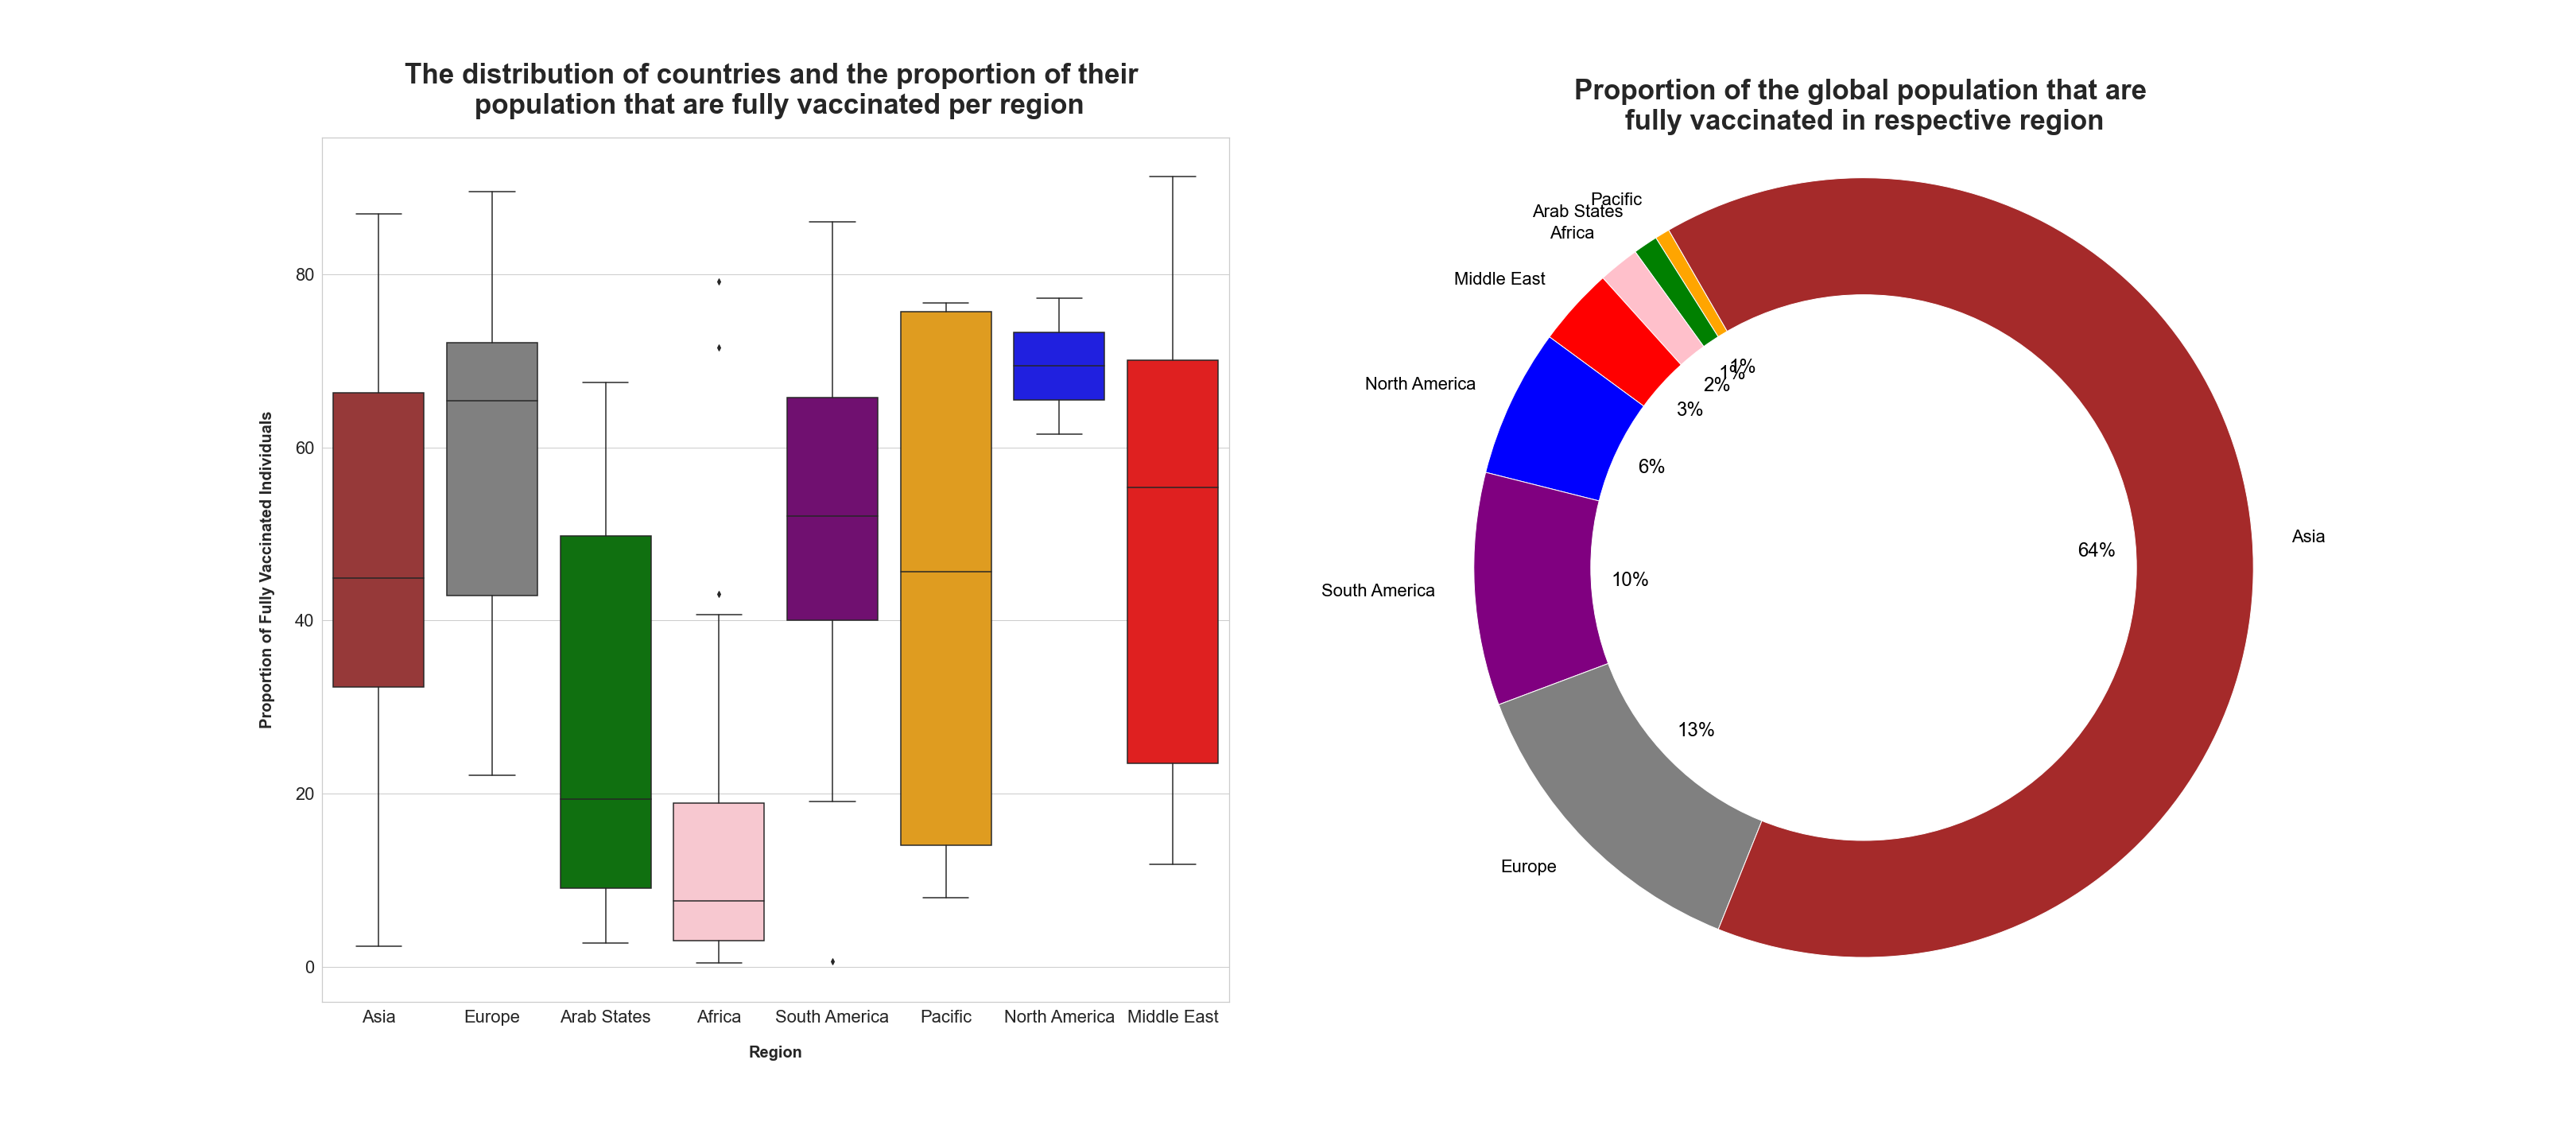 The distribution of countries and the proportion of their
population that are fully vaccinated per region
Proportion of Fully Vaccinated Individuals
80
60
40
20
0
Asia Europe Arab States Africa South America Pacific North America Middle East
Region
Proportion of the global population that are
fully vaccinated in respective region
Pacific
Arab States
Africa
Middle East
North America
South America
Europe
Asia
1%
1%
2%
3%
6%
10%
13%
64%